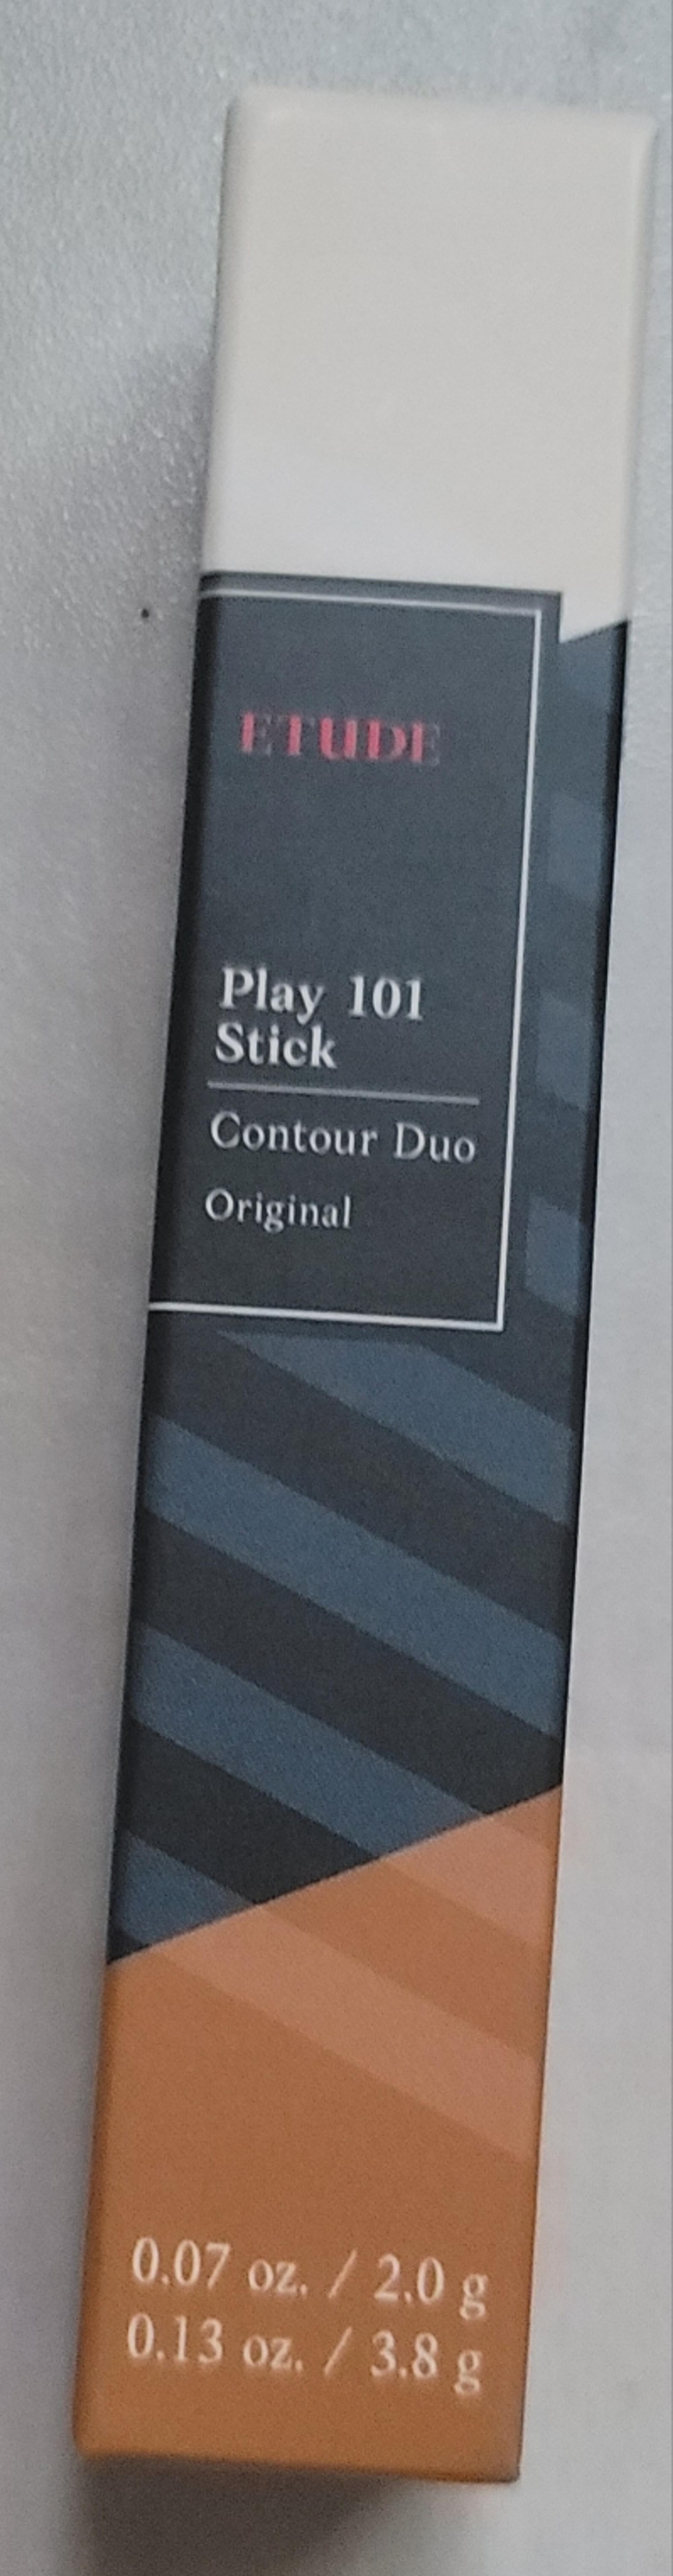 ETUDE
Play 101
Stick
Contour Duo
Original
0.07 oz. / 2.0 g
0.13 oz. / 3.8 g